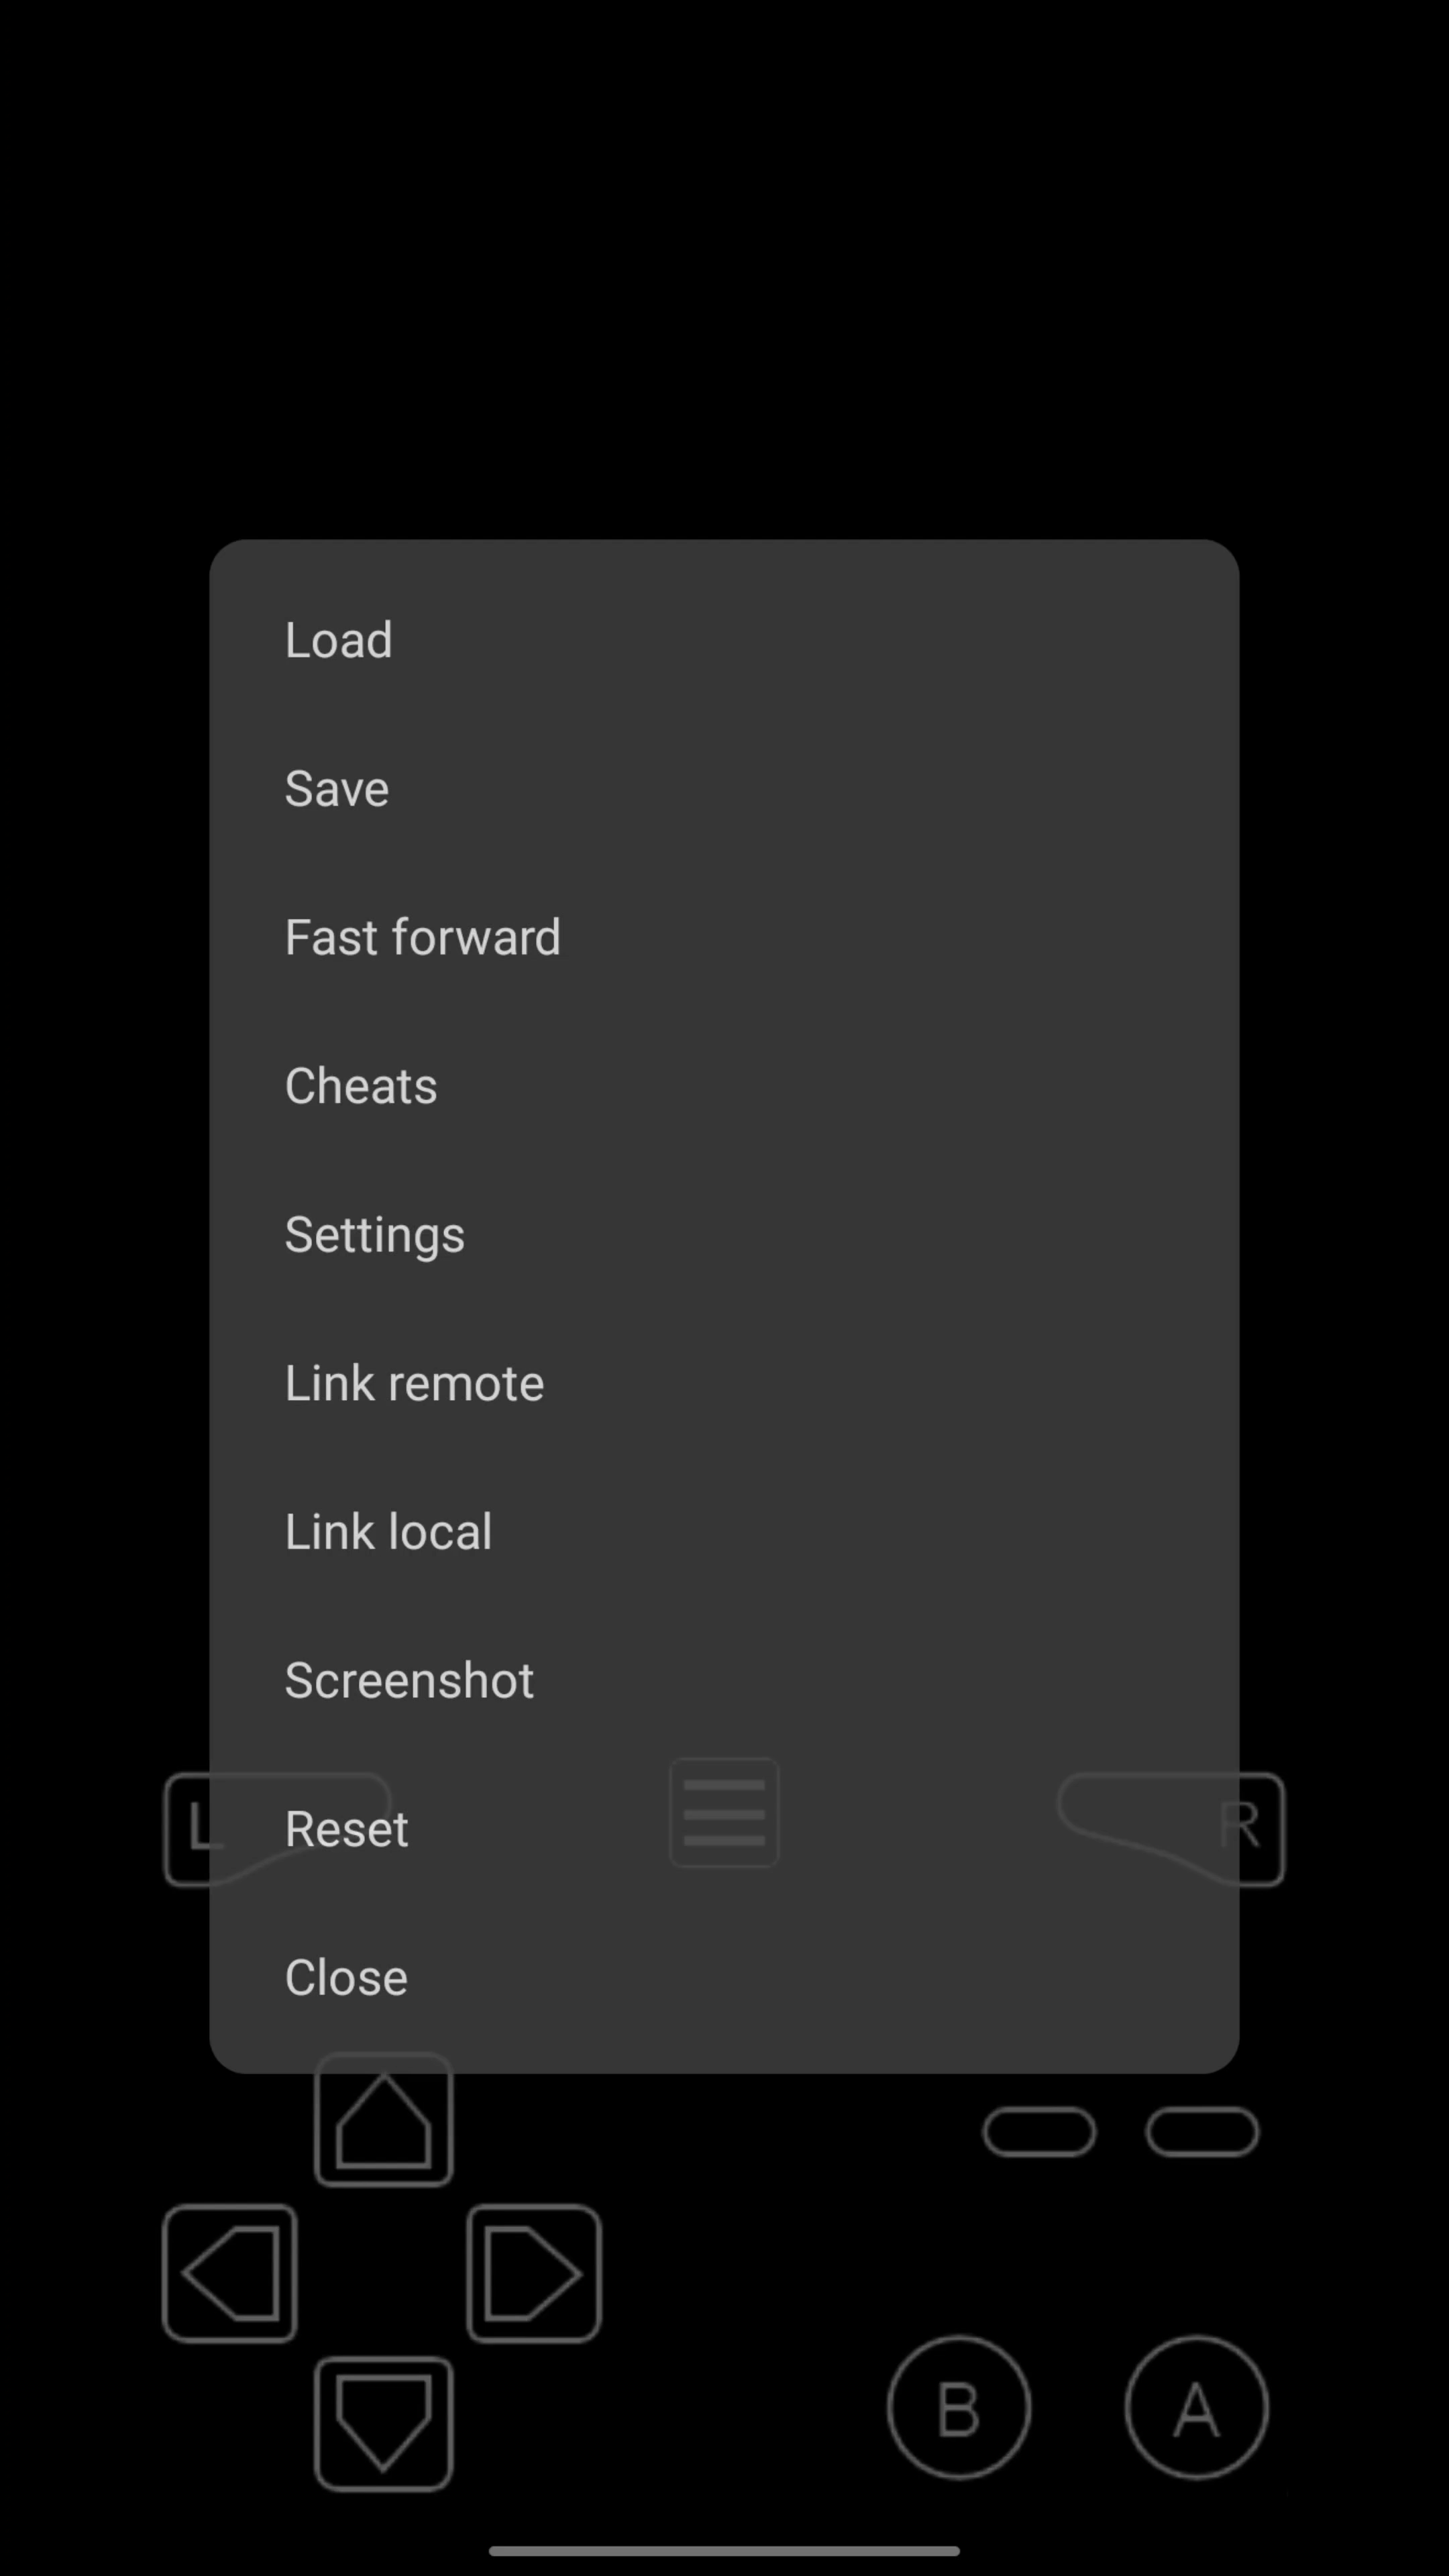 Load
Save
Fast forward
Cheats
Settings
Link remote
Link local
Screenshot
L
R
Reset
Close
B
A